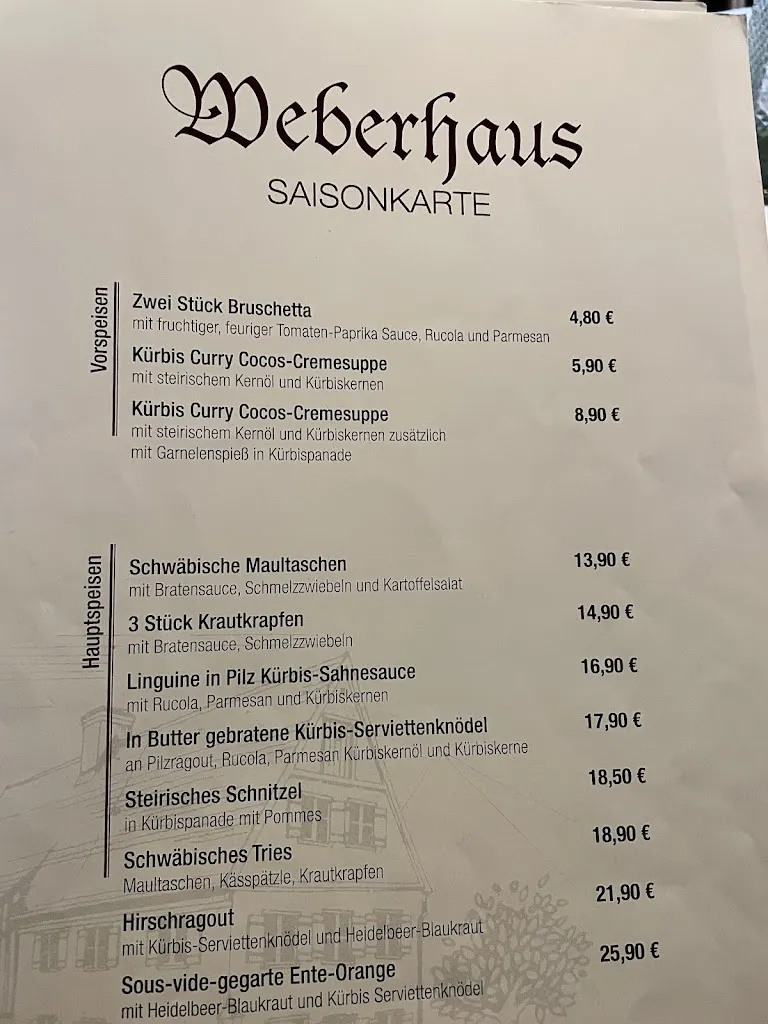 Weberhaus
SAISONKARTE
Vorspeisen
Zwei Stück Bruschetta 4,80 €
mit fruchtiger, feuriger Tomaten-Paprika Sauce, Rucola und Parmesan
Kürbis Curry Cocos-Cremesuppe 5,90 €
mit steirischem Kernöl und Kürbiskernen
Kürbis Curry Cocos-Cremesuppe 8,90 €
mit steirischem Kernöl und Kürbiskernen zusätzlich
mit Garnelenspieß in Kürbispanade
Hauptspeisen
Schwäbische Maultaschen 13,90 €
mit Bratensauce, Schmelzzwiebeln und Kartoffelsalat
3 Stück Krautkrapfen 14,90 €
mit Bratensauce, Schmelzzwiebeln
Linguine in Pilz Kürbis-Sahnesauce 16,90 €
mit Rucola, Parmesan und Kürbiskernen
In Butter gebratene Kürbis-Serviettenknödel 17,90 €
an Pilzragout, Rucola, Parmesan Kürbiskernöl und Kürbiskerne
Steirisches Schnitzel 18,50 €
in Kürbispanade mit Pommes
Schwäbisches Tries 18,90 €
Maultaschen, Kässpätzle, Krautkrapfen
Hirschragout 21,90 €
mit Kürbis-Serviettenknödel und Heidelbeer-Blaukraut
Sous-vide-gegarte Ente-Orange 25,90 €
mit Heidelbeer-Blaukraut und Kürbis Serviettenknödel